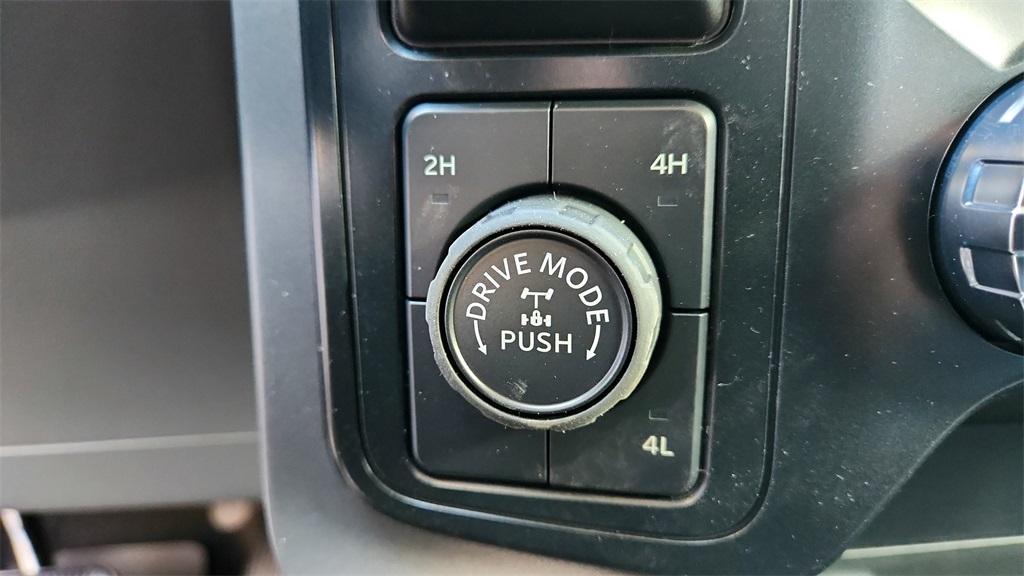 2H
4H
DRIVE MODE
PUSH
4L